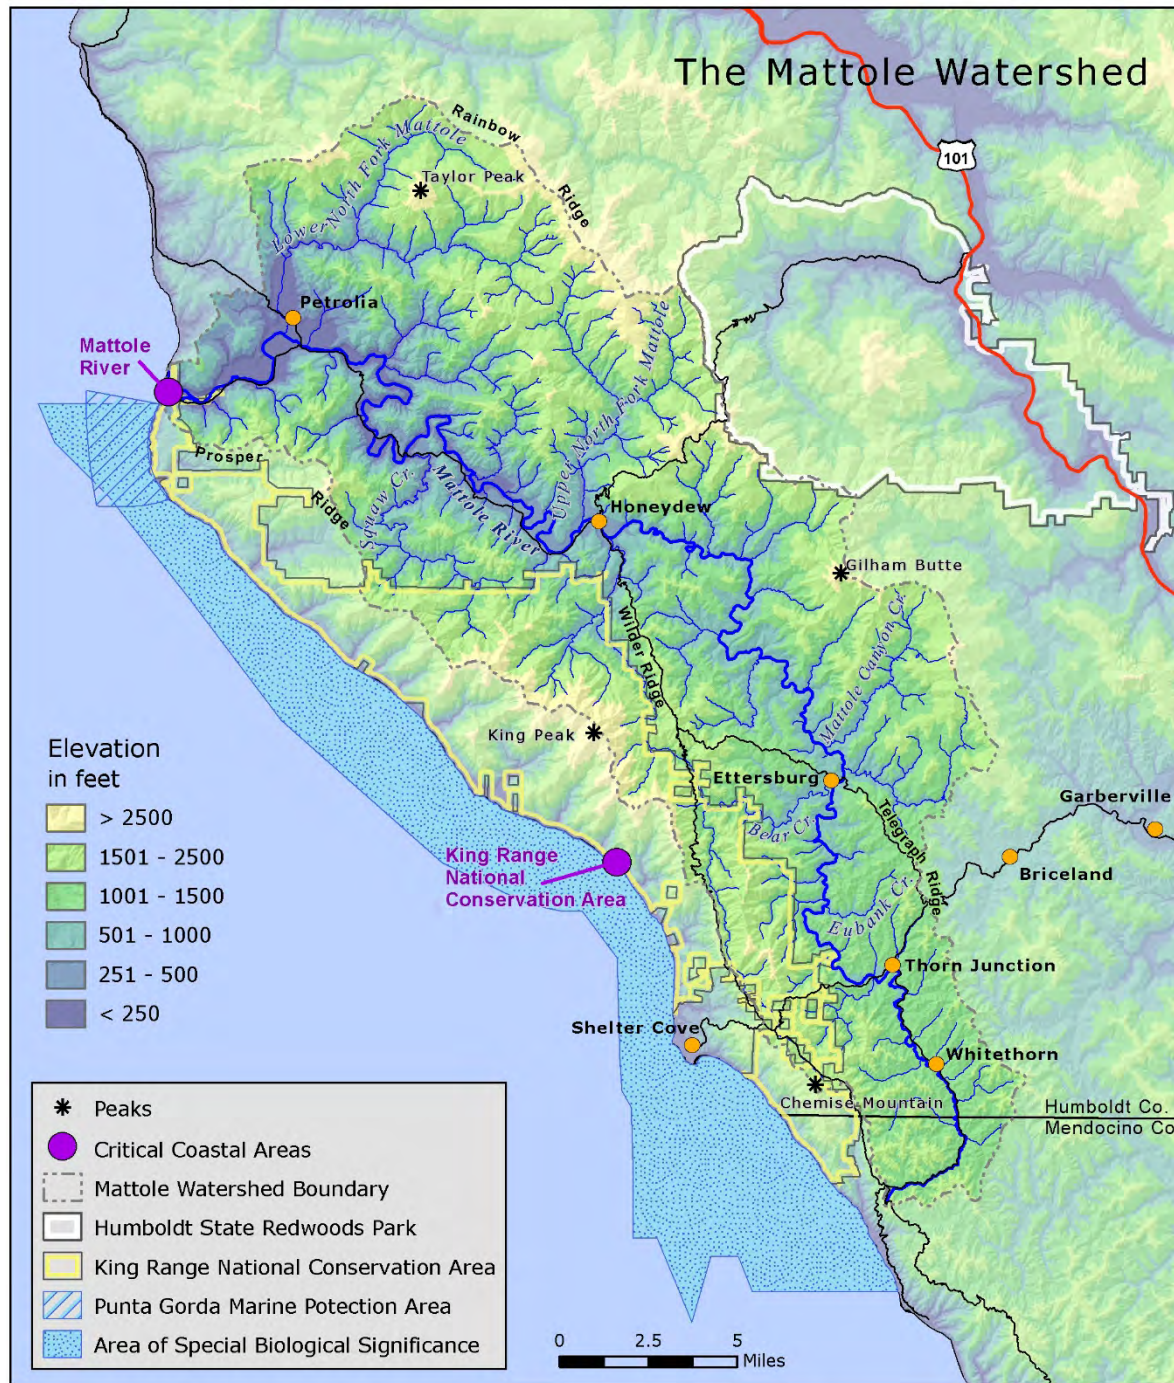 The Mattole Watershed
101
Rainbow
Ridge
Lower North Fork Mattole
Taylor Peak
Petrolia
Mattole
River
Upper North Fork Mattole
Prosper
Ridge
Squaw Cr.
Mattole River
Honeydew
Gilham Butte
Wilder Ridge
Mattole Canyon Cr.
King Peak
Ettersburg
Elevation
in feet
> 2500
1501 - 2500
1001 - 1500
501 - 1000
251 - 500
< 250
Bear Cr.
Telegraph Ridge
Garberville
Briceland
King Range
National
Conservation Area
Eubank Cr.
Thorn Junction
Shelter Cove
Whitethorn
Chemise Mountain
Humboldt Co.
Mendocino Co
Peaks
Critical Coastal Areas
Mattole Watershed Boundary
Humboldt State Redwoods Park
King Range National Conservation Area
Punta Gorda Marine Potection Area
Area of Special Biological Significance
0 2.5 5
Miles